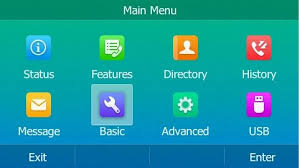 Main Menu
Status Features Directory History
Message Basic Advanced USB
Exit Enter